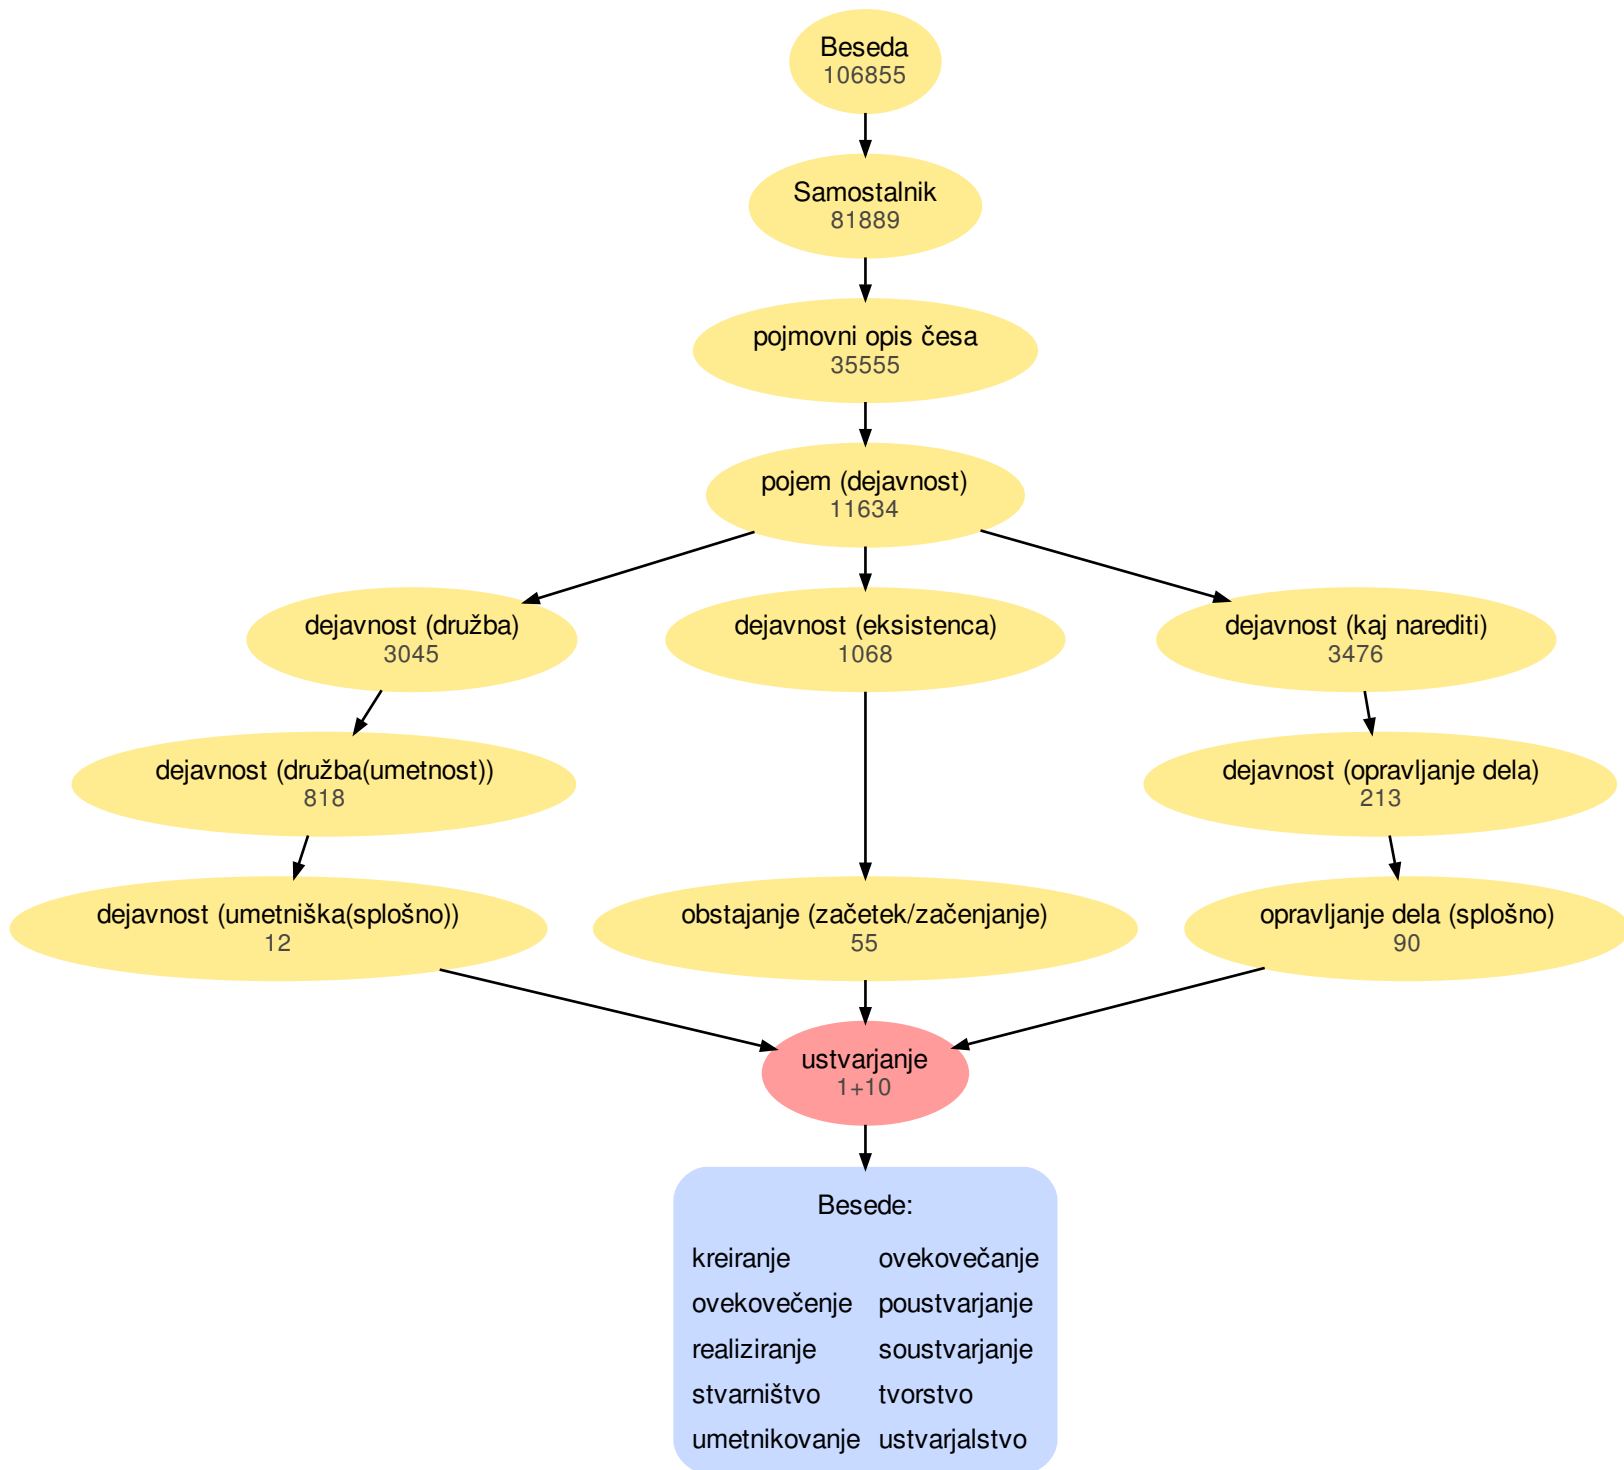 Beseda
106855
Samostalnik
81889
pojmovni opis česa
35555
pojem (dejavnost)
11634
dejavnost (družba)
3045
dejavnost (eksistenca)
1068
dejavnost (kaj narediti)
3476
dejavnost (družba(umetnost))
818
dejavnost (opravljanje dela)
213
dejavnost (umetniška(splošno))
12
obstajanje (začetek/začenjanje)
55
opravljanje dela (splošno)
90
ustvarjanje
1+10
Besede:
kreiranje ovekovečanje
ovekovečenje poustvarjanje
realiziranje soustvarjanje
stvarništvo tvorstvo
umetnikovanje ustvarjalstvo